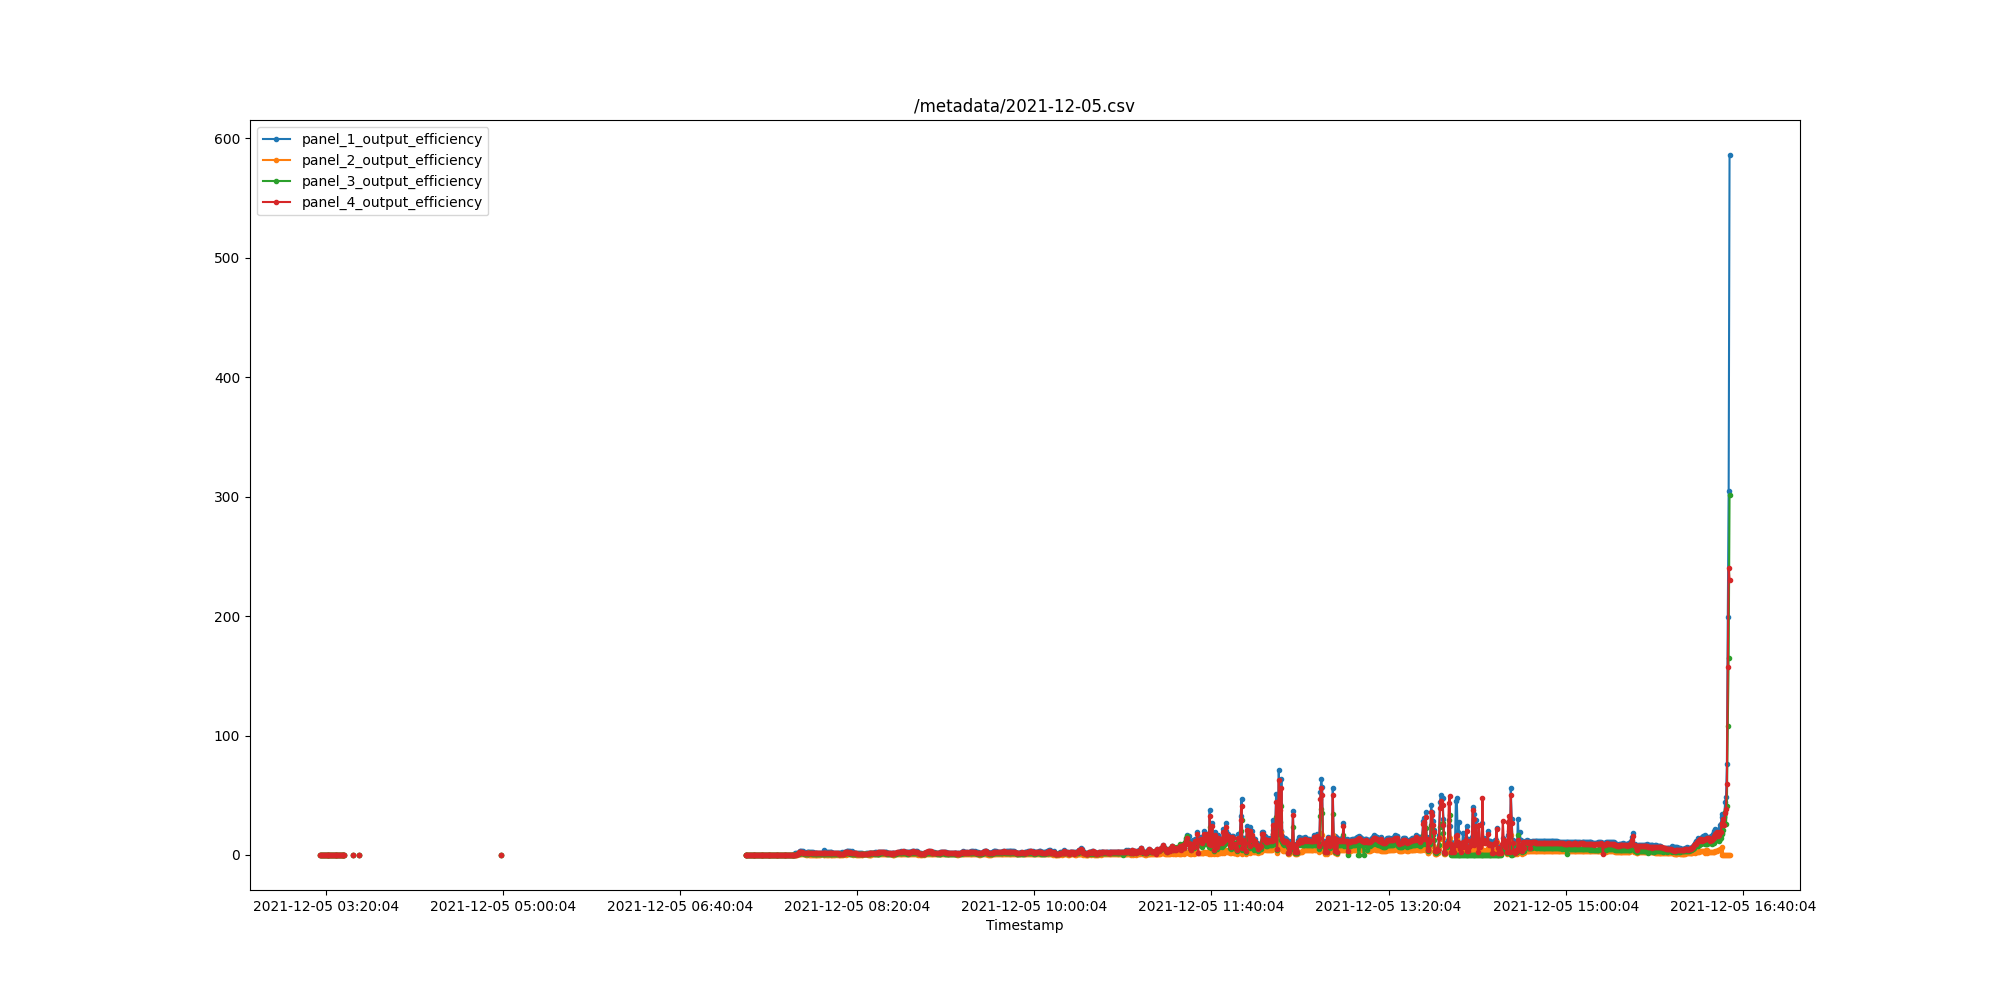 /metadata/2021-12-05.csv
600
500
400
300
200
100
0
panel_1_output_efficiency
panel_2_output_efficiency
panel_3_output_efficiency
panel_4_output_efficiency
2021-12-05 03:20:04 2021-12-05 05:00:04 2021-12-05 06:40:04 2021-12-05 08:20:04 2021-12-05 10:00:04 2021-12-05 11:40:04 2021-12-05 13:20:04 2021-12-05 15:00:04 2021-12-05 16:40:04
Timestamp